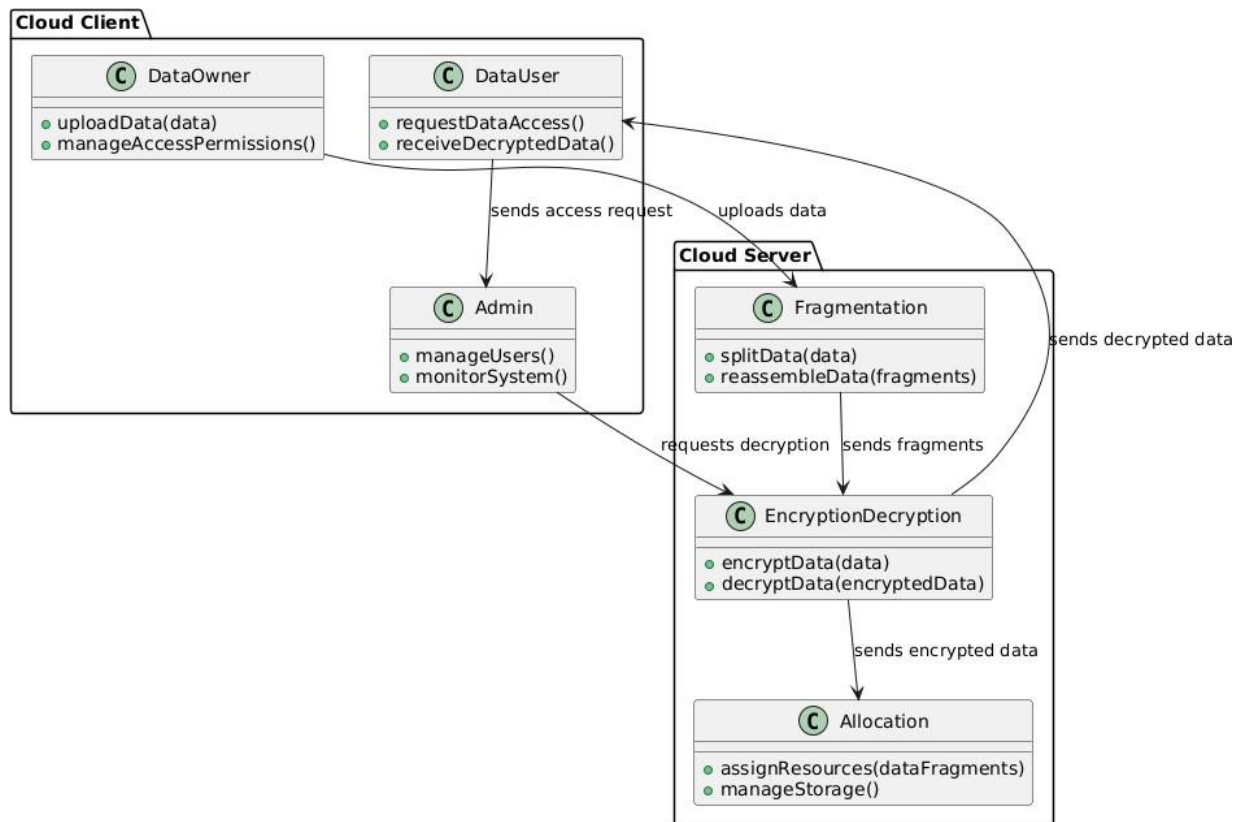 Cloud Client
C DataOwner
uploadData(data)
manageAccessPermissions()
C DataUser
requestDataAccess()
receiveDecryptedData()
sends access request
uploads data
Cloud Server
C Admin
manageUsers()
monitorSystem()
C Fragmentation
splitData(data)
reassembleData(fragments)
sends decrypted data
requests decryption
sends fragments
C EncryptionDecryption
encryptData(data)
decryptData(encryptedData)
sends encrypted data
C Allocation
assignResources(dataFragments)
manageStorage()